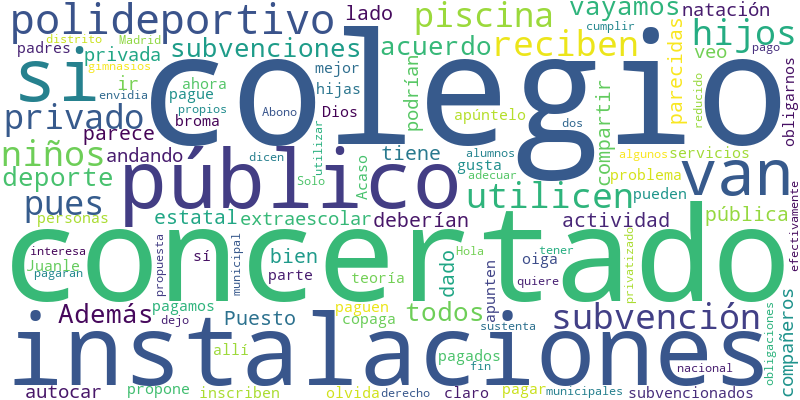 colegio
concertado
instalaciones
público
si
van
polideportivo
privado
niños
pues
utilicen
subvención
hijos
reciben
piscina
subvenciones
acuerdo
vayamos
natación
lado
padres
privada
distrito
Madrid
gimnasios
envidia
ir
ahora
pague
mejor
hijas
propios
broma
Dios
Abono
cumplir
pago
veo
parecidas
reducido
obligarnos
podrían
apúntelo
compartir
dos
parece
andando
deporte
dicen
utilizar
Solo
Acaso
tiene
gusta
alumnos
adecuar
algunos
servicios
problema
pueden
personas
estatal
extraescolar
deberían
actividad
pública
efectivamente
interesa
Juanle
pagarán
propuesta
sí
municipal
bien
parte
teoría
dado
Hola
apunten
oiga
quiere
tener
privatizado
Además
pagamos
dejo
Puesto
copaga
paguen
todos
sustenta
nacional
obligaciones
compañeros
allí
pagados
fin
autocar
propone
inscriben
olvida
derecho
claro
pagar
municipales
subvencionados